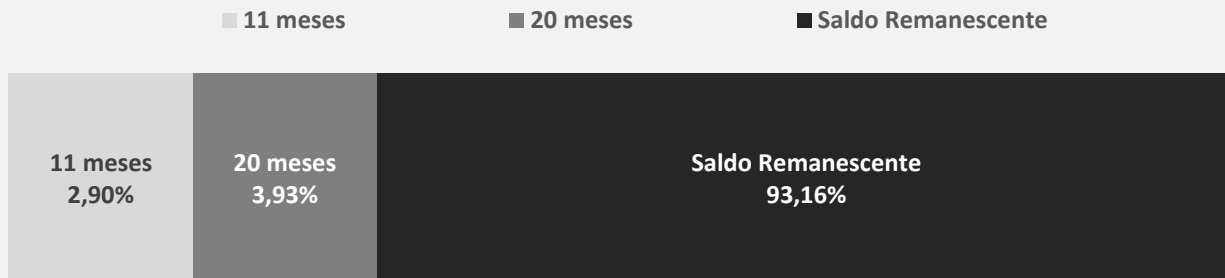 11 meses
20 meses
Saldo Remanescente
11 meses
2,90%
20 meses
3,93%
Saldo Remanescente
93,16%